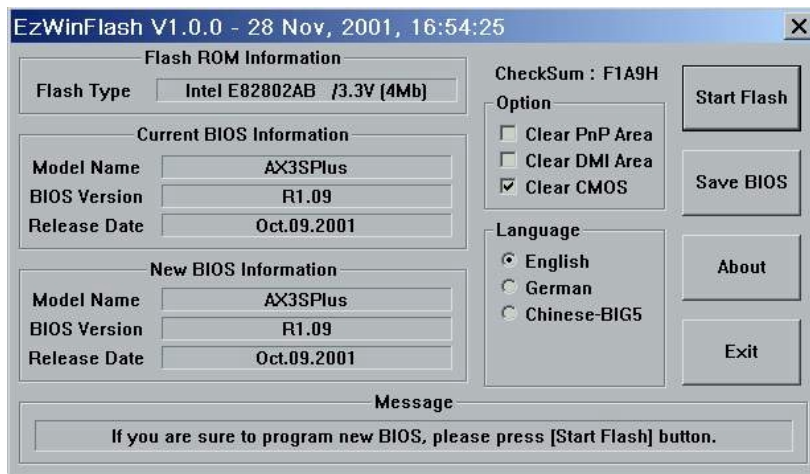 EzWinFlash V1.0.0 - 28 Nov, 2001, 16:54:25
Flash ROM Information
Flash Type Intel E82802AB /3.3V (4Mb)
Current BIOS Information
Model Name AX3SPlus
BIOS Version R1.09
Release Date Oct.09.2001
New BIOS Information
Model Name AX3SPlus
BIOS Version R1.09
Release Date Oct.09.2001
CheckSum : F1A9H
Option
Clear PnP Area
Clear DMI Area
Clear CMOS
Language
English
German
Chinese-BIG5
Start Flash
Save BIOS
About
Exit
Message
If you are sure to program new BIOS, please press [Start Flash] button.